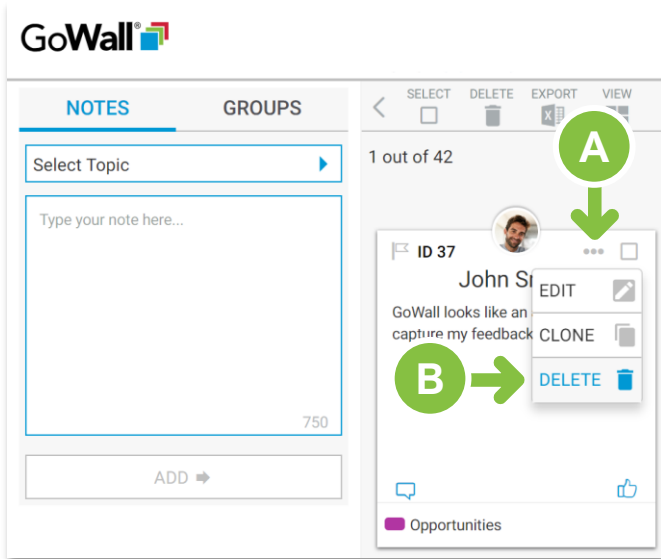 GoWall®
NOTES GROUPS
SELECT DELETE EXPORT VIEW
Select Topic
1 out of 42
A
Type your note here...
ID 37
John S
EDIT
GoWall looks like an
capture my feedback
CLONE
B
DELETE
750
ADD
Opportunities